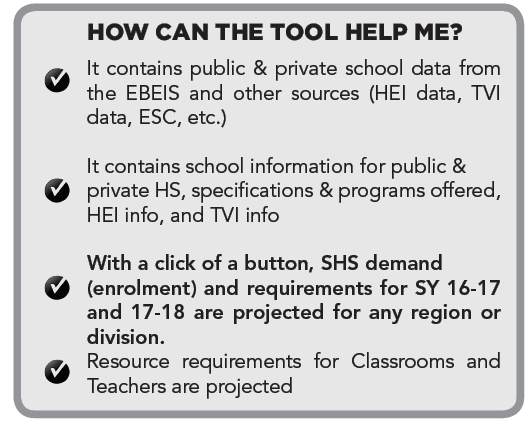 HOW CAN THE TOOL HELP ME?
It contains public & private school data from
the EBEIS and other sources (HEI data, TVI
data, ESC, etc.)
It contains school information for public &
private HS, specifications & programs offered,
HEI info, and TVI info
With a click of a button, SHS demand
(enrolment) and requirements for SY 16-17
and 17-18 are projected for any region or
division.
Resource requirements for Classrooms and
Teachers are projected